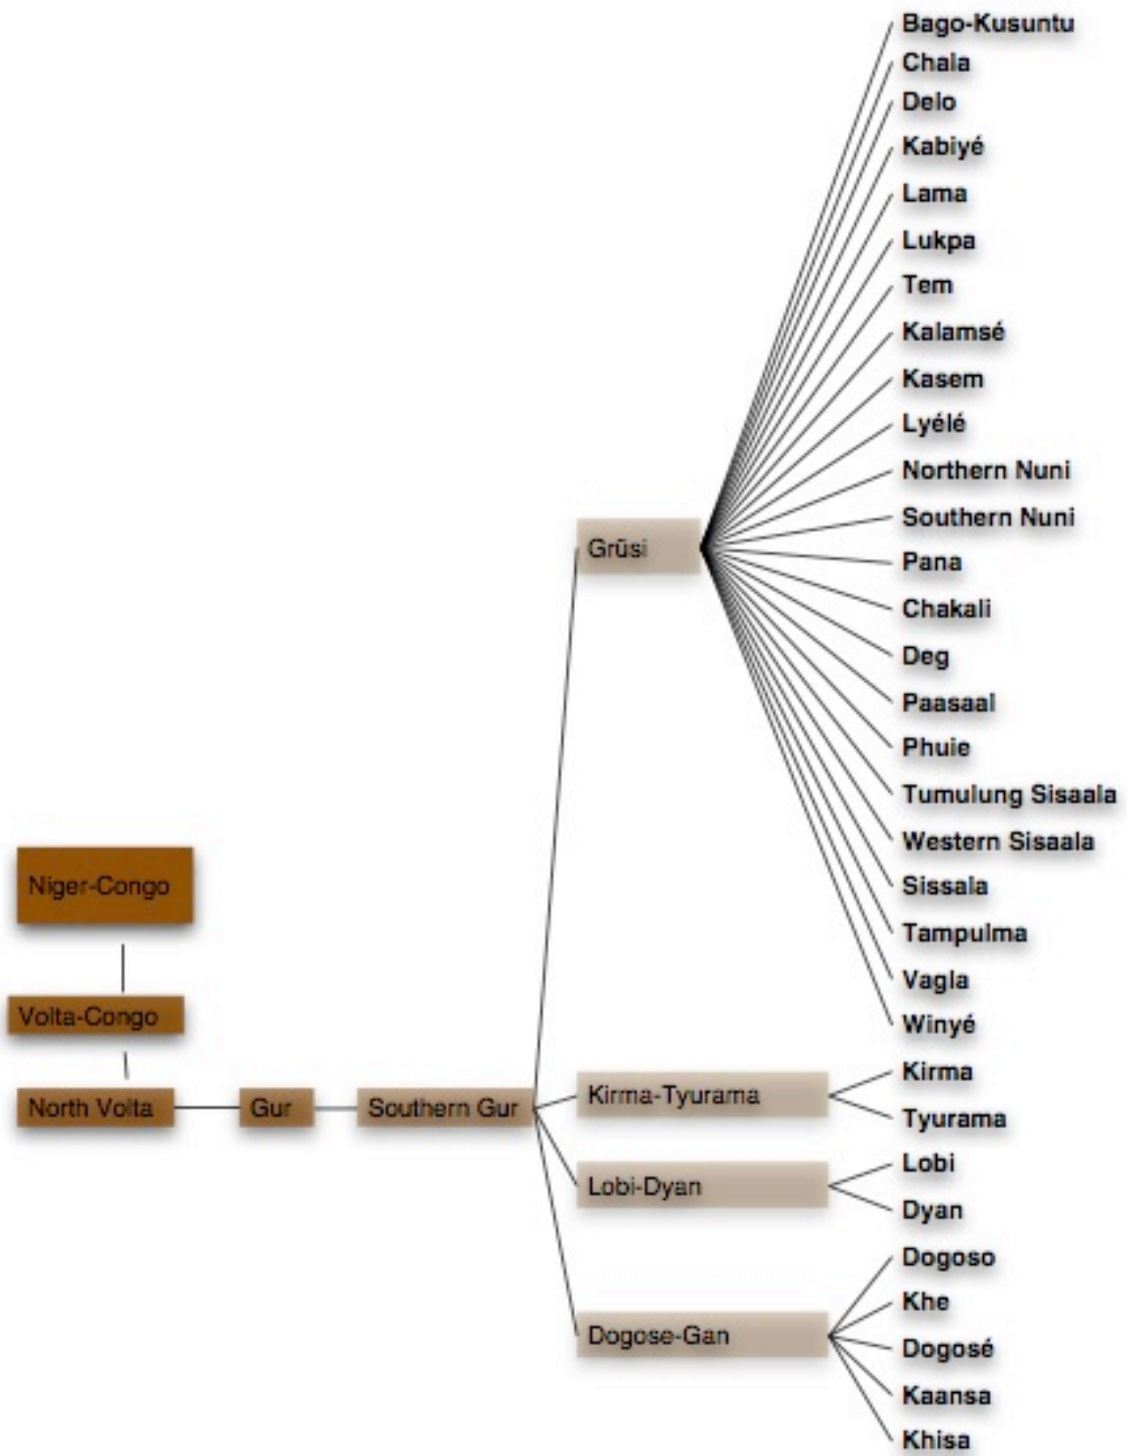 Bago-Kusuntu
Chala
Delo
Kabiyé
Lama
Lukpa
Tem
Kalamsé
Kasem
Lyélé
Northern Nuni
Southern Nuni
Grũsi
Pana
Chakali
Deg
Paasaal
Phuie
Tumulung Sisaala
Western Sisaala
Niger-Congo
Sissala
Tampulma
Vagla
Volta-Congo
Winyé
Kirma
Kirma-Tyurama
North Volta
Gur
Southern Gur
Tyurama
Lobi
Lobi-Dyan
Dyan
Dogoso
Khe
Dogose-Gan
Dogosé
Kaansa
Khisa